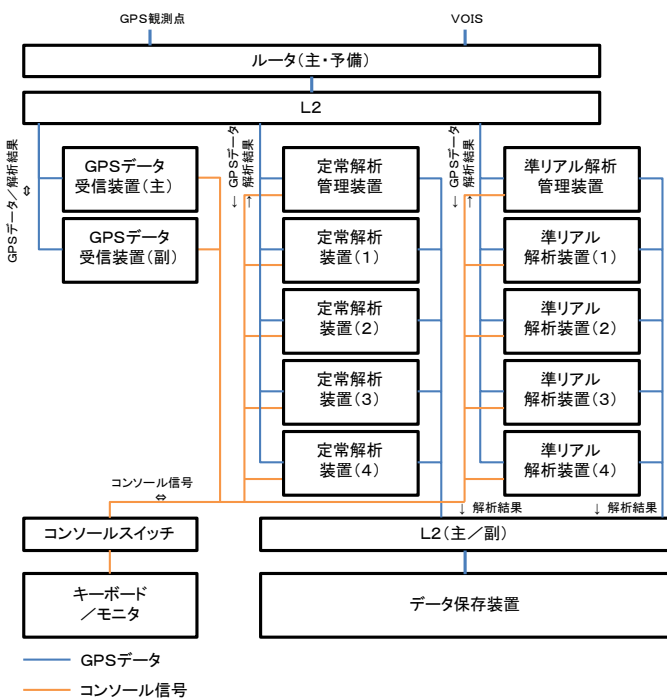 GPS観測点
VOIS
ルータ(主・予備)
L2
GPSデータ/解析結果
⇔
GPSデータ
受信装置(主)
GPSデータ
受信装置(副)
← GPSデータ
解析結果 →
定常解析
管理装置
定常解析
装置(1)
定常解析
装置(2)
定常解析
装置(3)
定常解析
装置(4)
← GPSデータ
解析結果 →
準リアル解析
管理装置
準リアル
解析装置(1)
準リアル
解析装置(2)
準リアル
解析装置(3)
準リアル
解析装置(4)
コンソール信号
⇔
↓ 解析結果
↓ 解析結果
コンソールスイッチ
L2(主/副)
キーボード
/モニタ
データ保存装置
GPSデータ
コンソール信号